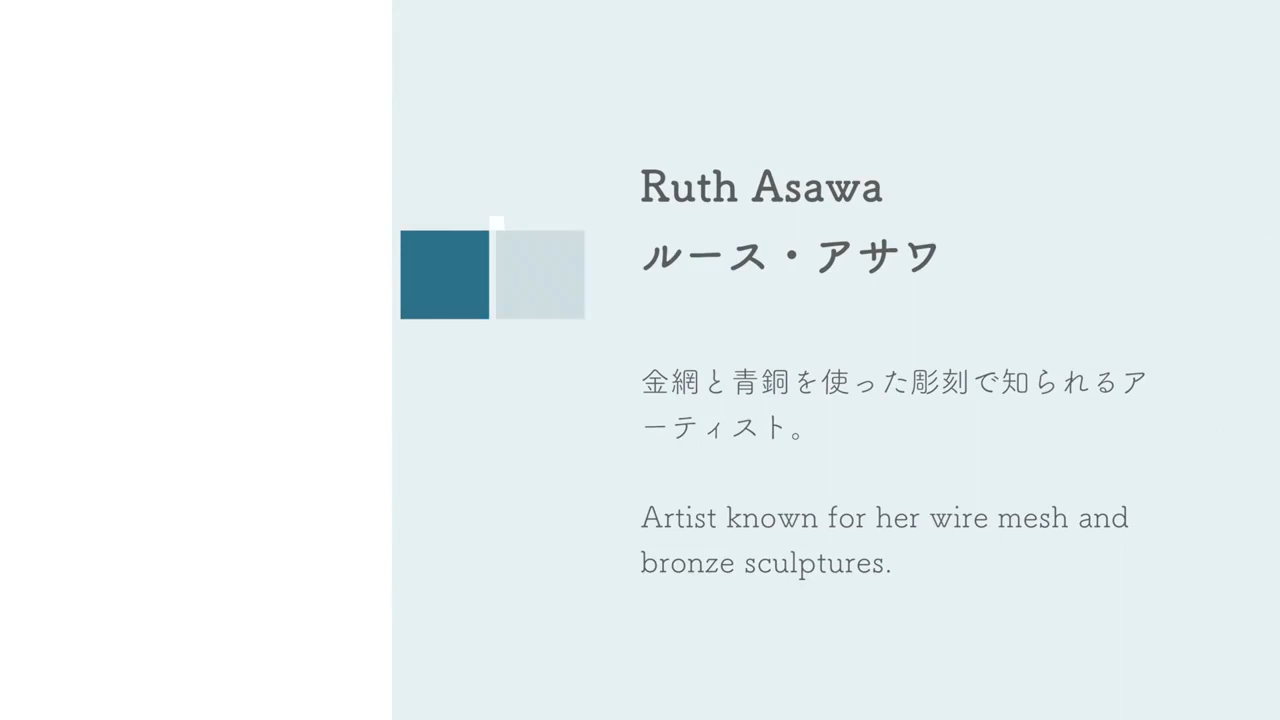 Ruth Asawa
ルース・アサワ
金網と青銅を使った彫刻で知られるア
ーティスト。
Artist known for her wire mesh and
bronze sculptures.